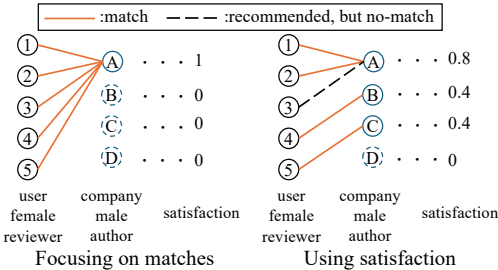 :match :recommended, but no-match
1 A 1
2 B 0
3 C 0
4 D 0
5
user company
female male satisfaction
reviewer author
Focusing on matches
1 A 0.8
2 B 0.4
3 C 0.4
4 D 0
5
user company
female male satisfaction
reviewer author
Using satisfaction